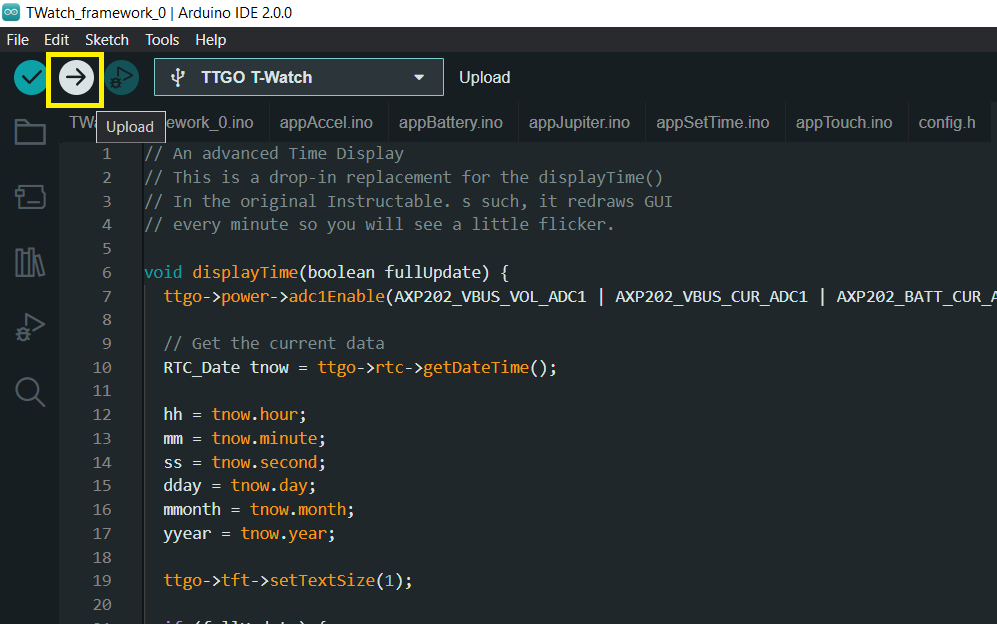 TWatch_framework_0 | Arduino IDE 2.0.0
File Edit Sketch Tools Help
TTGO T-Watch Upload
Upload
ework_0.ino appAccel.ino appBattery.ino appJupiter.ino appSetTime.ino appTouch.ino config.h
1 // An advanced Time Display
2 // This is a drop-in replacement for the displayTime()
3 // In the original Instructable. s such, it redraws GUI
4 // every minute so you will see a little flicker.
5
6 void displayTime(boolean fullUpdate) {
7 ttgo->power->adc1Enable(AXP202_VBUS_VOL_ADC1 | AXP202_VBUS_CUR_ADC1 | AXP202_BATT_CUR_A
8
9 // Get the current data
10 RTC_Date tnow = ttgo->rtc->getDateTime();
11
12 hh = tnow.hour;
13 mm = tnow.minute;
14 ss = tnow.second;
15 dday = tnow.day;
16 mmonth = tnow.month;
17 yyear = tnow.year;
18
19 ttgo->tft->setTextSize(1);
20